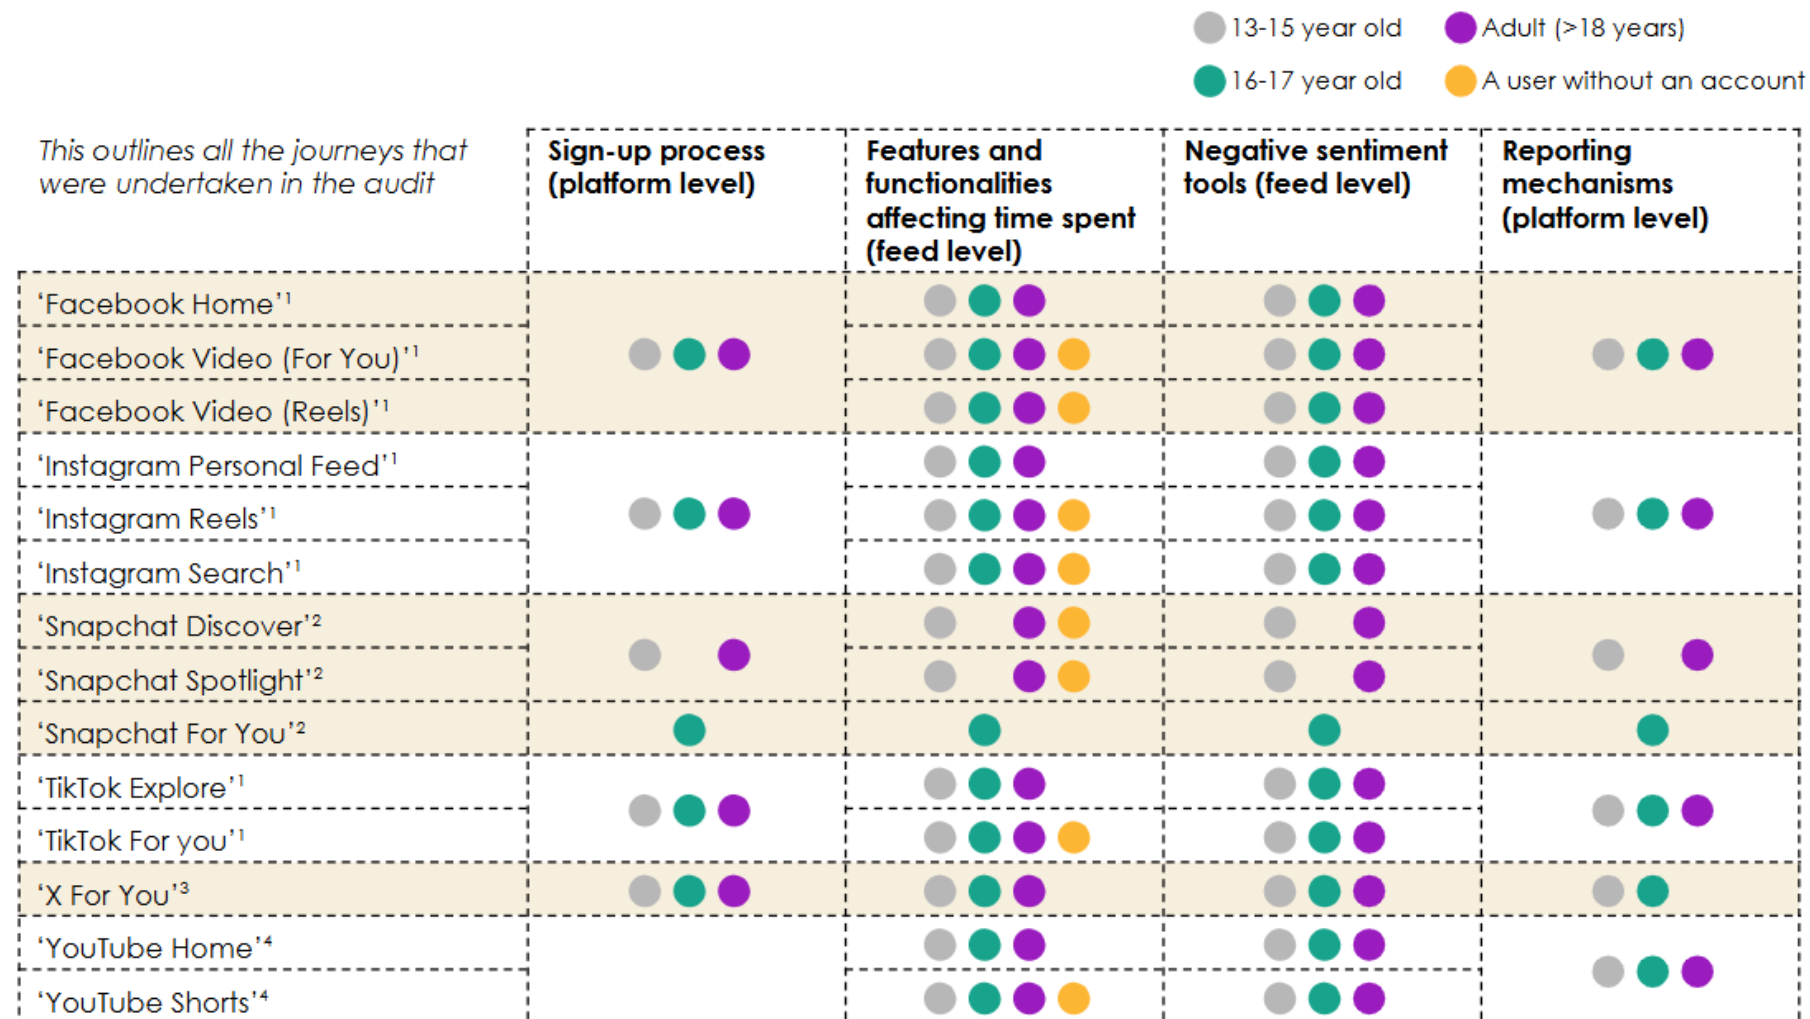 13-15 year old
Adult (>18 years)
16-17 year old
A user without an account
This outlines all the journeys that
were undertaken in the audit
Sign-up process
(platform level)
Features and
functionalities
affecting time spent
(feed level)
Negative sentiment
tools (feed level)
Reporting
mechanisms
(platform level)
‘Facebook Home’¹
‘Facebook Video (For You)’¹
‘Facebook Video (Reels)’¹
‘Instagram Personal Feed’¹
‘Instagram Reels’¹
‘Instagram Search’¹
‘Snapchat Discover’²
‘Snapchat Spotlight’²
‘Snapchat For You’²
‘TikTok Explore’¹
‘TikTok For you’¹
‘X For You’³
‘YouTube Home’⁴
‘YouTube Shorts’⁴